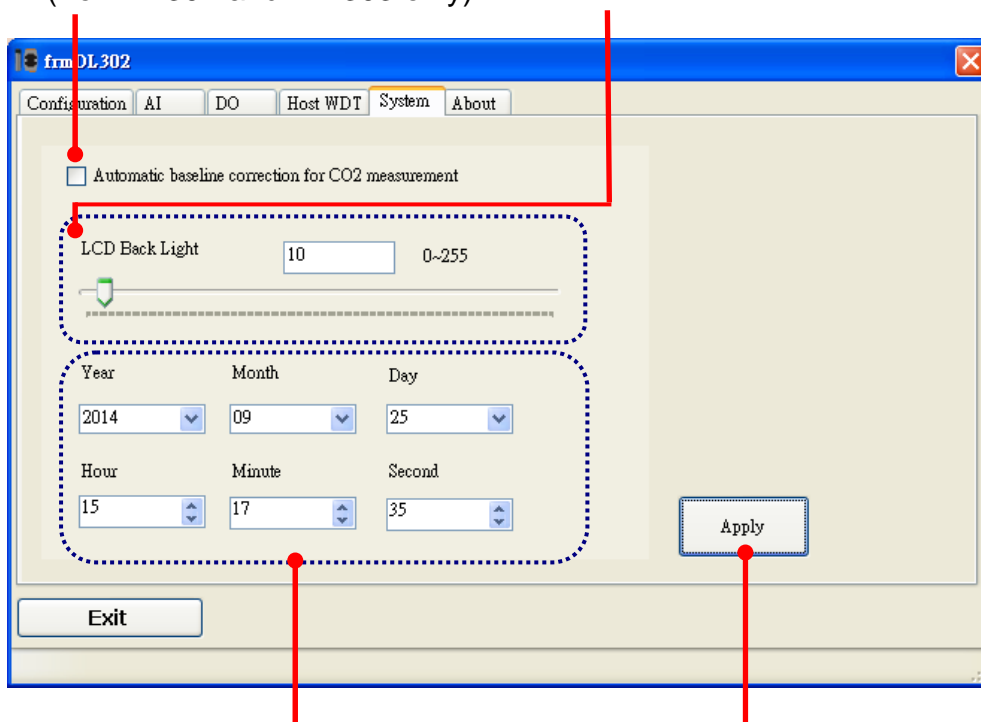 frmDL302
Configuration AI DO Host WDT System About
Automatic baseline correction for CO2 measurement
LCD Back Light 10 0~255
Year Month Day
2014 09 25
Hour Minute Second
15 17 35
Apply
Exit